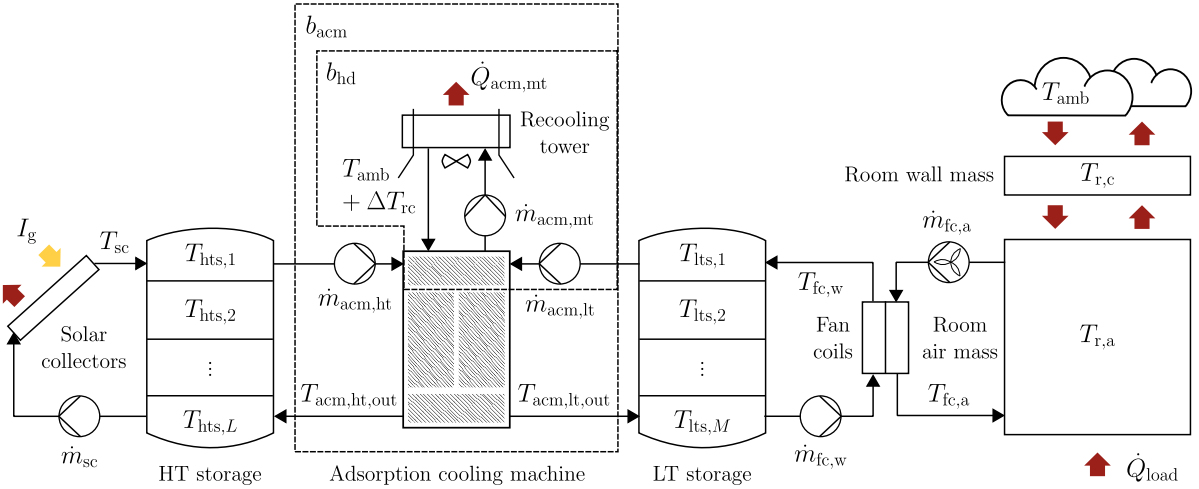 b_acm
b_hd
Q̇_acm,mt
Recooling
tower
T_amb
+ ΔT_rc
ṁ_acm,mt
T_amb
Room wall mass
T_r,c
I_g
T_sc
Solar
collectors
ṁ_sc
T_hts,1
T_hts,2
⋮
T_hts,L
HT storage
ṁ_acm,ht
T_acm,ht,out
Adsorption cooling machine
ṁ_acm,lt
T_acm,lt,out
T_lts,1
T_lts,2
⋮
T_lts,M
LT storage
T_fc,w
Fan
coils
ṁ_fc,w
ṁ_fc,a
Room
air mass
T_fc,a
T_r,a
Q̇_load